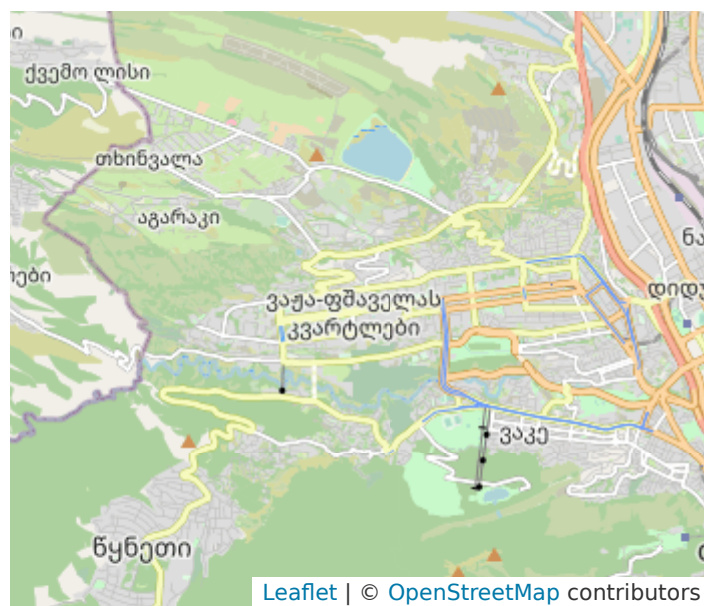 ქვემო ლისი
თხინვალა
აგარაკი
ვაჟა-ფშაველას
კვარტლები
ვაკე
წყნეთი
Leaflet | © OpenStreetMap contributors